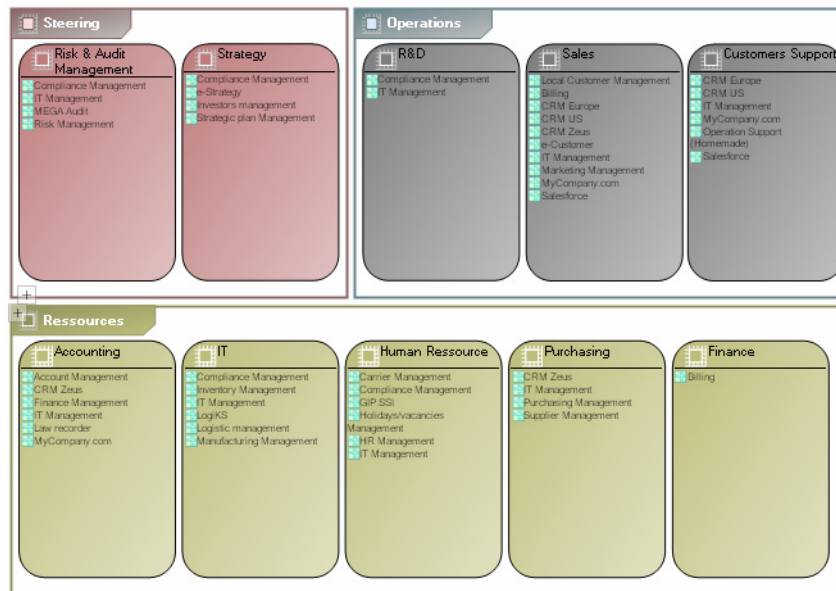 Steering
Operations
Risk & Audit
Management
Compliance Management
IT Management
MEGA Audit
Risk Management
Strategy
Compliance Management
e-Strategy
Investors management
Strategic plan Management
R&D
Compliance Management
IT Management
Sales
Local Customer Management
Billing
CRM Europe
CRM US
CRM Zeus
e-Customer
IT Management
Marketing Management
MyCompany.com
Salesforce
Customers Support
CRM Europe
CRM US
IT Management
MyCompany.com
Operation Support
(Homemade)
Salesforce
Ressources
Accounting
Account Management
CRM Zeus
Finance Management
IT Management
Law recorder
MyCompany.com
IT
Compliance Management
Inventory Management
IT Management
LogiKS
Logistic management
Manufacturing Management
Human Ressource
Carrier Management
Compliance Management
GIP SSI
Holidays/vacancies
Management
HR Management
IT Management
Purchasing
CRM Zeus
IT Management
Purchasing Management
Supplier Management
Finance
Billing